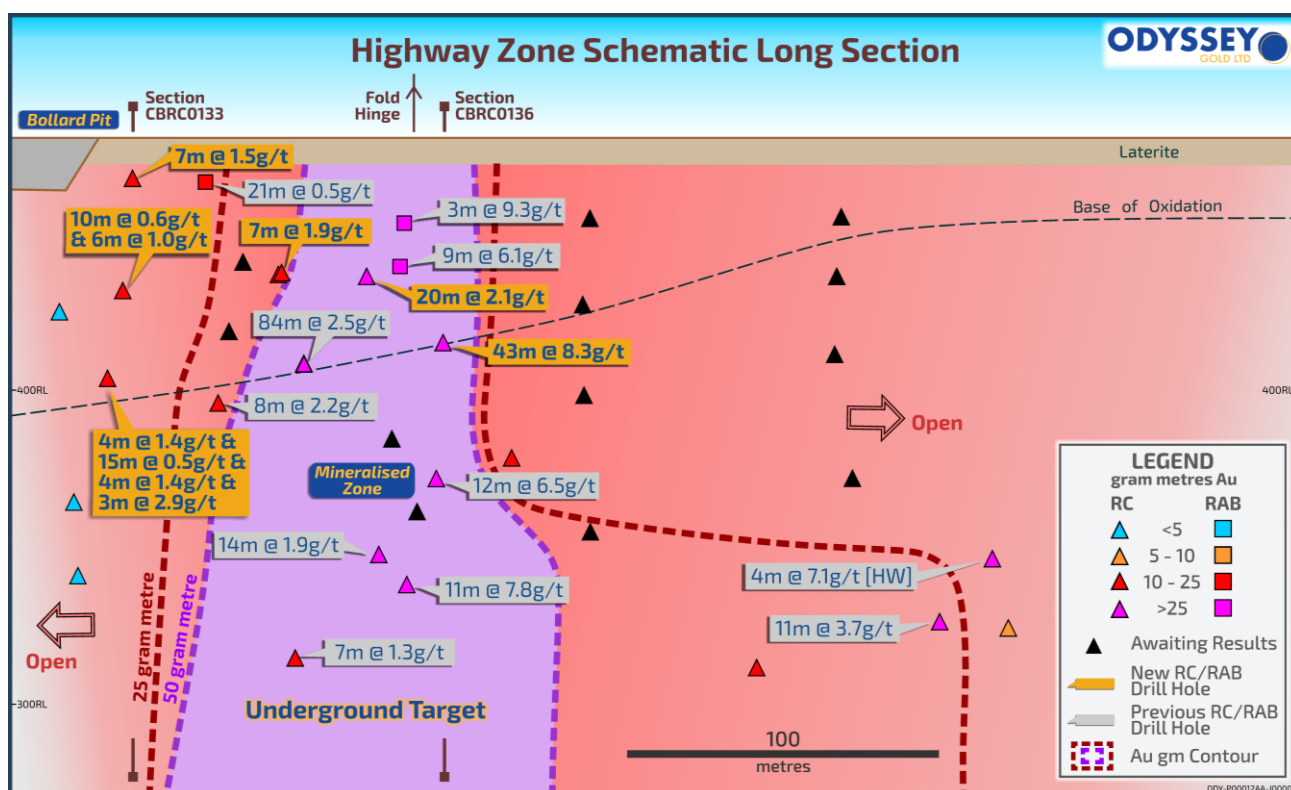 Highway Zone Schematic Long Section
ODYSSEY
GOLD LTD
Bollard Pit
Section
CBRC0133
Fold
Hinge
Section
CBRC0136
Laterite
Base of Oxidation
7m @ 1.5g/t
21m @ 0.5g/t
10m @ 0.6g/t
& 6m @ 1.0g/t
7m @ 1.9g/t
3m @ 9.3g/t
9m @ 6.1g/t
20m @ 2.1g/t
84m @ 2.5g/t
43m @ 8.3g/t
400RL
400RL
8m @ 2.2g/t
4m @ 1.4g/t &
15m @ 0.5g/t &
4m @ 1.4g/t &
3m @ 2.9g/t
Mineralised
Zone
12m @ 6.5g/t
Open
14m @ 1.9g/t
11m @ 7.8g/t
4m @ 7.1g/t [HW]
11m @ 3.7g/t
7m @ 1.3g/t
Open
25 gram metre
50 gram metre
300RL
Underground Target
100
metres
LEGEND
gram metres Au
RC RAB
<5
5 - 10
10 - 25
>25
Awaiting Results
New RC/RAB
Drill Hole
Previous RC/RAB
Drill Hole
Au gm Contour